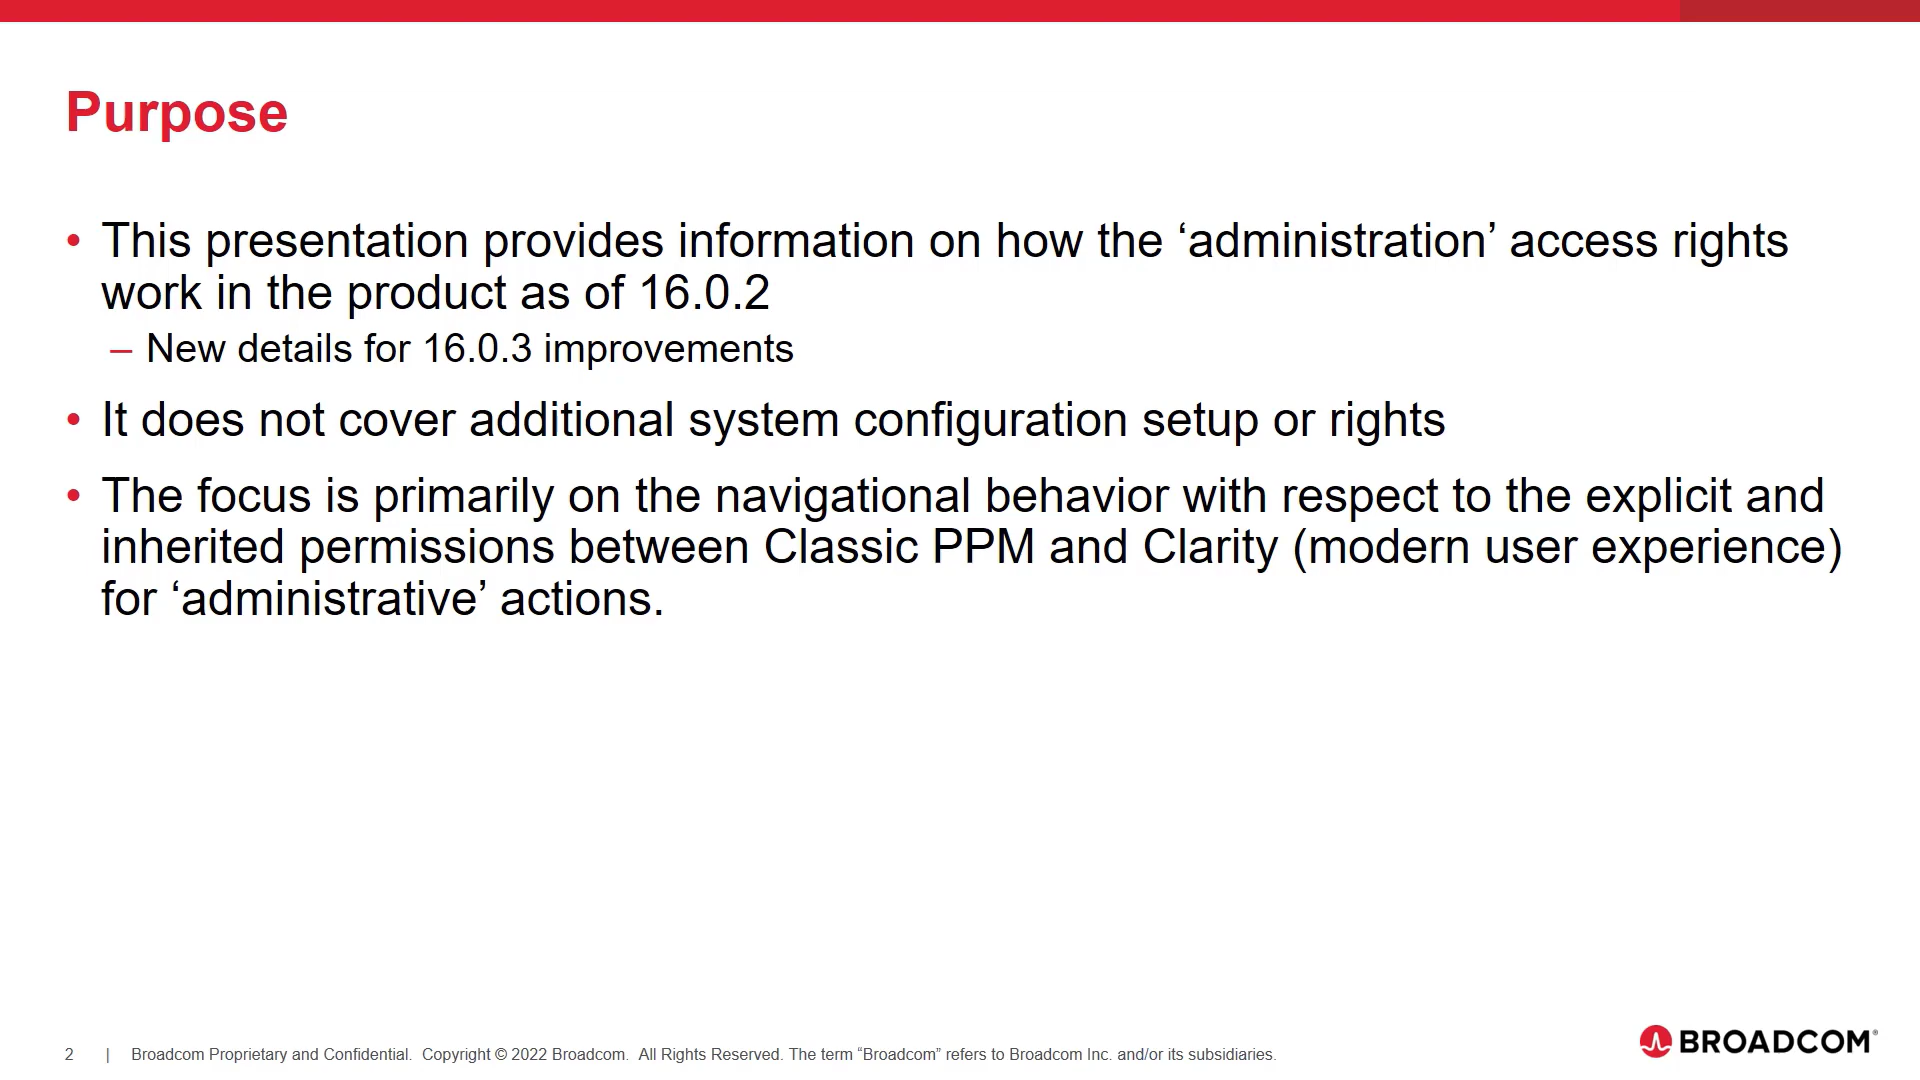 Purpose
• This presentation provides information on how the ‘administration’ access rights
work in the product as of 16.0.2
– New details for 16.0.3 improvements
• It does not cover additional system configuration setup or rights
• The focus is primarily on the navigational behavior with respect to the explicit and
inherited permissions between Classic PPM and Clarity (modern user experience)
for ‘administrative’ actions.
2 | Broadcom Proprietary and Confidential. Copyright © 2022 Broadcom. All Rights Reserved. The term “Broadcom” refers to Broadcom Inc. and/or its subsidiaries.
BROADCOM®